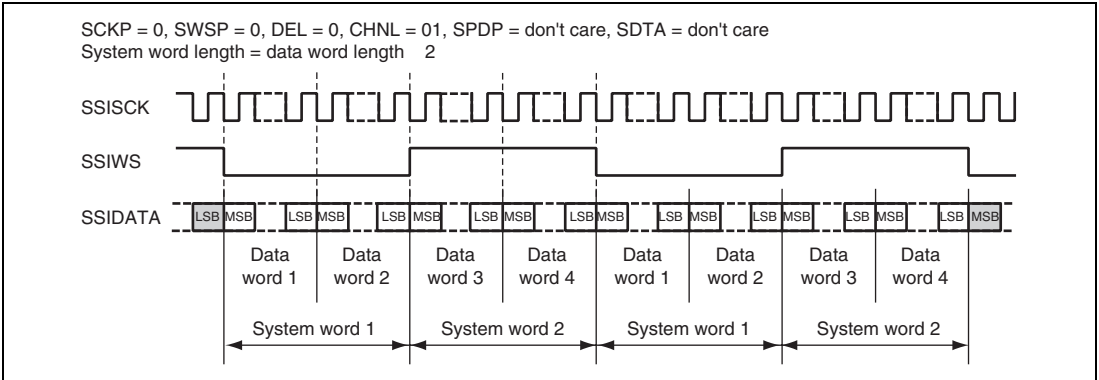 SCKP = 0, SWSP = 0, DEL = 0, CHNL = 01, SPDP = don't care, SDTA = don't care
System word length = data word length 2
SSISCK
SSIWS
SSIDATA LSB MSB LSB MSB LSB MSB LSB MSB LSB MSB LSB MSB LSB MSB LSB MSB LSB MSB
Data word 1 Data word 2 Data word 3 Data word 4 Data word 1 Data word 2 Data word 3 Data word 4
System word 1 System word 2 System word 1 System word 2